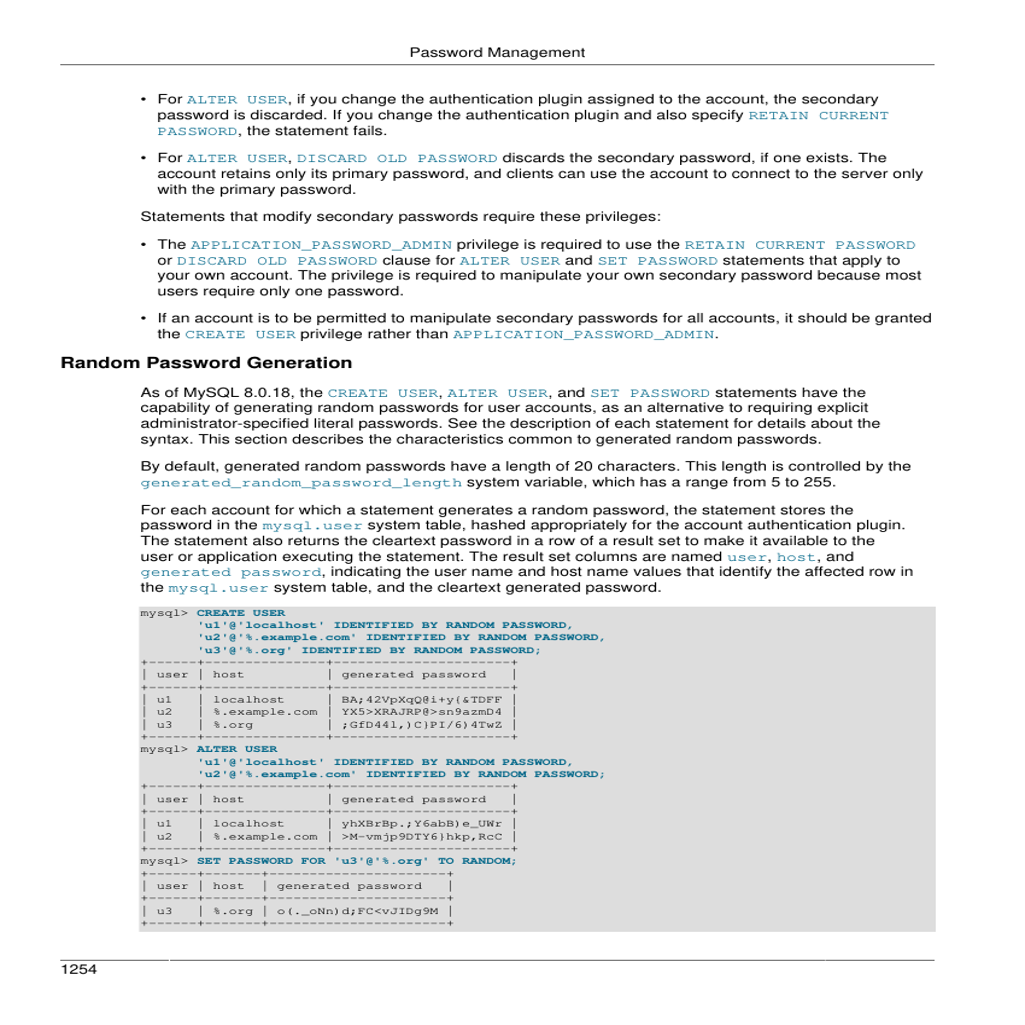 Password Management
• For ALTER USER, if you change the authentication plugin assigned to the account, the secondary
password is discarded. If you change the authentication plugin and also specify RETAIN CURRENT
PASSWORD, the statement fails.
• For ALTER USER, DISCARD OLD PASSWORD discards the secondary password, if one exists. The
account retains only its primary password, and clients can use the account to connect to the server only
with the primary password.
Statements that modify secondary passwords require these privileges:
• The APPLICATION_PASSWORD_ADMIN privilege is required to use the RETAIN CURRENT PASSWORD
or DISCARD OLD PASSWORD clause for ALTER USER and SET PASSWORD statements that apply to
your own account. The privilege is required to manipulate your own secondary password because most
users require only one password.
• If an account is to be permitted to manipulate secondary passwords for all accounts, it should be granted
the CREATE USER privilege rather than APPLICATION_PASSWORD_ADMIN.
Random Password Generation
As of MySQL 8.0.18, the CREATE USER, ALTER USER, and SET PASSWORD statements have the
capability of generating random passwords for user accounts, as an alternative to requiring explicit
administrator-specified literal passwords. See the description of each statement for details about the
syntax. This section describes the characteristics common to generated random passwords.
By default, generated random passwords have a length of 20 characters. This length is controlled by the
generated_random_password_length system variable, which has a range from 5 to 255.
For each account for which a statement generates a random password, the statement stores the
password in the mysql.user system table, hashed appropriately for the account authentication plugin.
The statement also returns the cleartext password in a row of a result set to make it available to the
user or application executing the statement. The result set columns are named user, host, and
generated password, indicating the user name and host name values that identify the affected row in
the mysql.user system table, and the cleartext generated password.
mysql> CREATE USER
'u1'@'localhost' IDENTIFIED BY RANDOM PASSWORD,
'u2'@'%.example.com' IDENTIFIED BY RANDOM PASSWORD,
'u3'@'%.org' IDENTIFIED BY RANDOM PASSWORD;
+------+---------------+----------------------+
| user | host          | generated password   |
+------+---------------+----------------------+
| u1   | localhost     | BA;42VpXqQ@i+y{&TDFF |
| u2   | %.example.com | YX5>XRAJRP@>sn9azmD4 |
| u3   | %.org         | ;GfD44l,)C}PI/6)4TwZ |
+------+---------------+----------------------+
mysql> ALTER USER
'u1'@'localhost' IDENTIFIED BY RANDOM PASSWORD,
'u2'@'%.example.com' IDENTIFIED BY RANDOM PASSWORD;
+------+---------------+----------------------+
| user | host          | generated password   |
+------+---------------+----------------------+
| u1   | localhost     | yhXBrBp.;Y6abB)e_UWr |
| u2   | %.example.com | >M-vmjp9DTY6}hkp,RcC |
+------+---------------+----------------------+
mysql> SET PASSWORD FOR 'u3'@'%.org' TO RANDOM;
+------+-------+----------------------+
| user | host  | generated password   |
+------+-------+----------------------+
| u3   | %.org | o(._oNn)d;FC<vJIDg9M |
+------+-------+----------------------+
1254